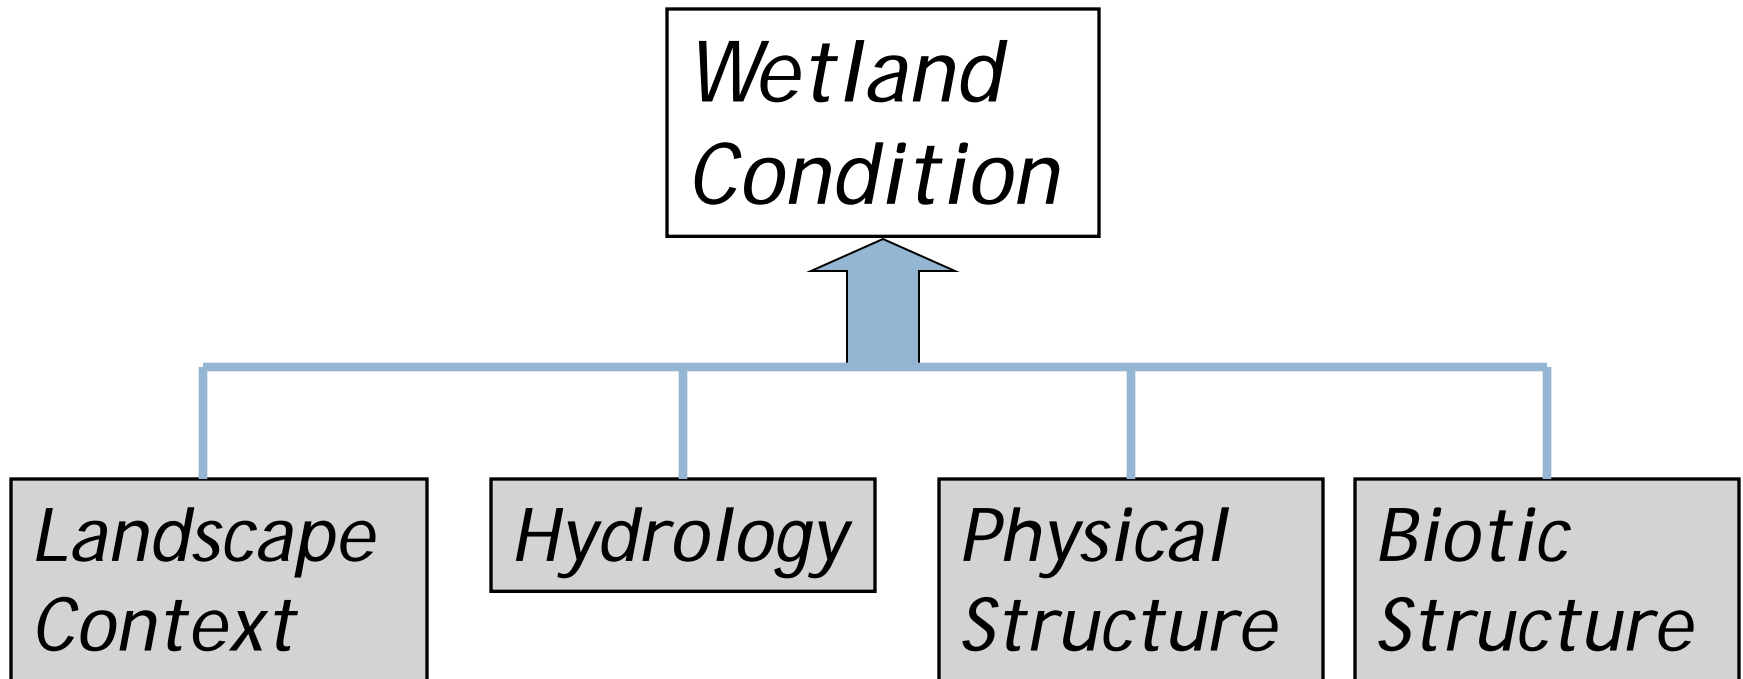 Wetland
Condition
Landscape
Context
Hydrology
Physical
Structure
Biotic
Structure